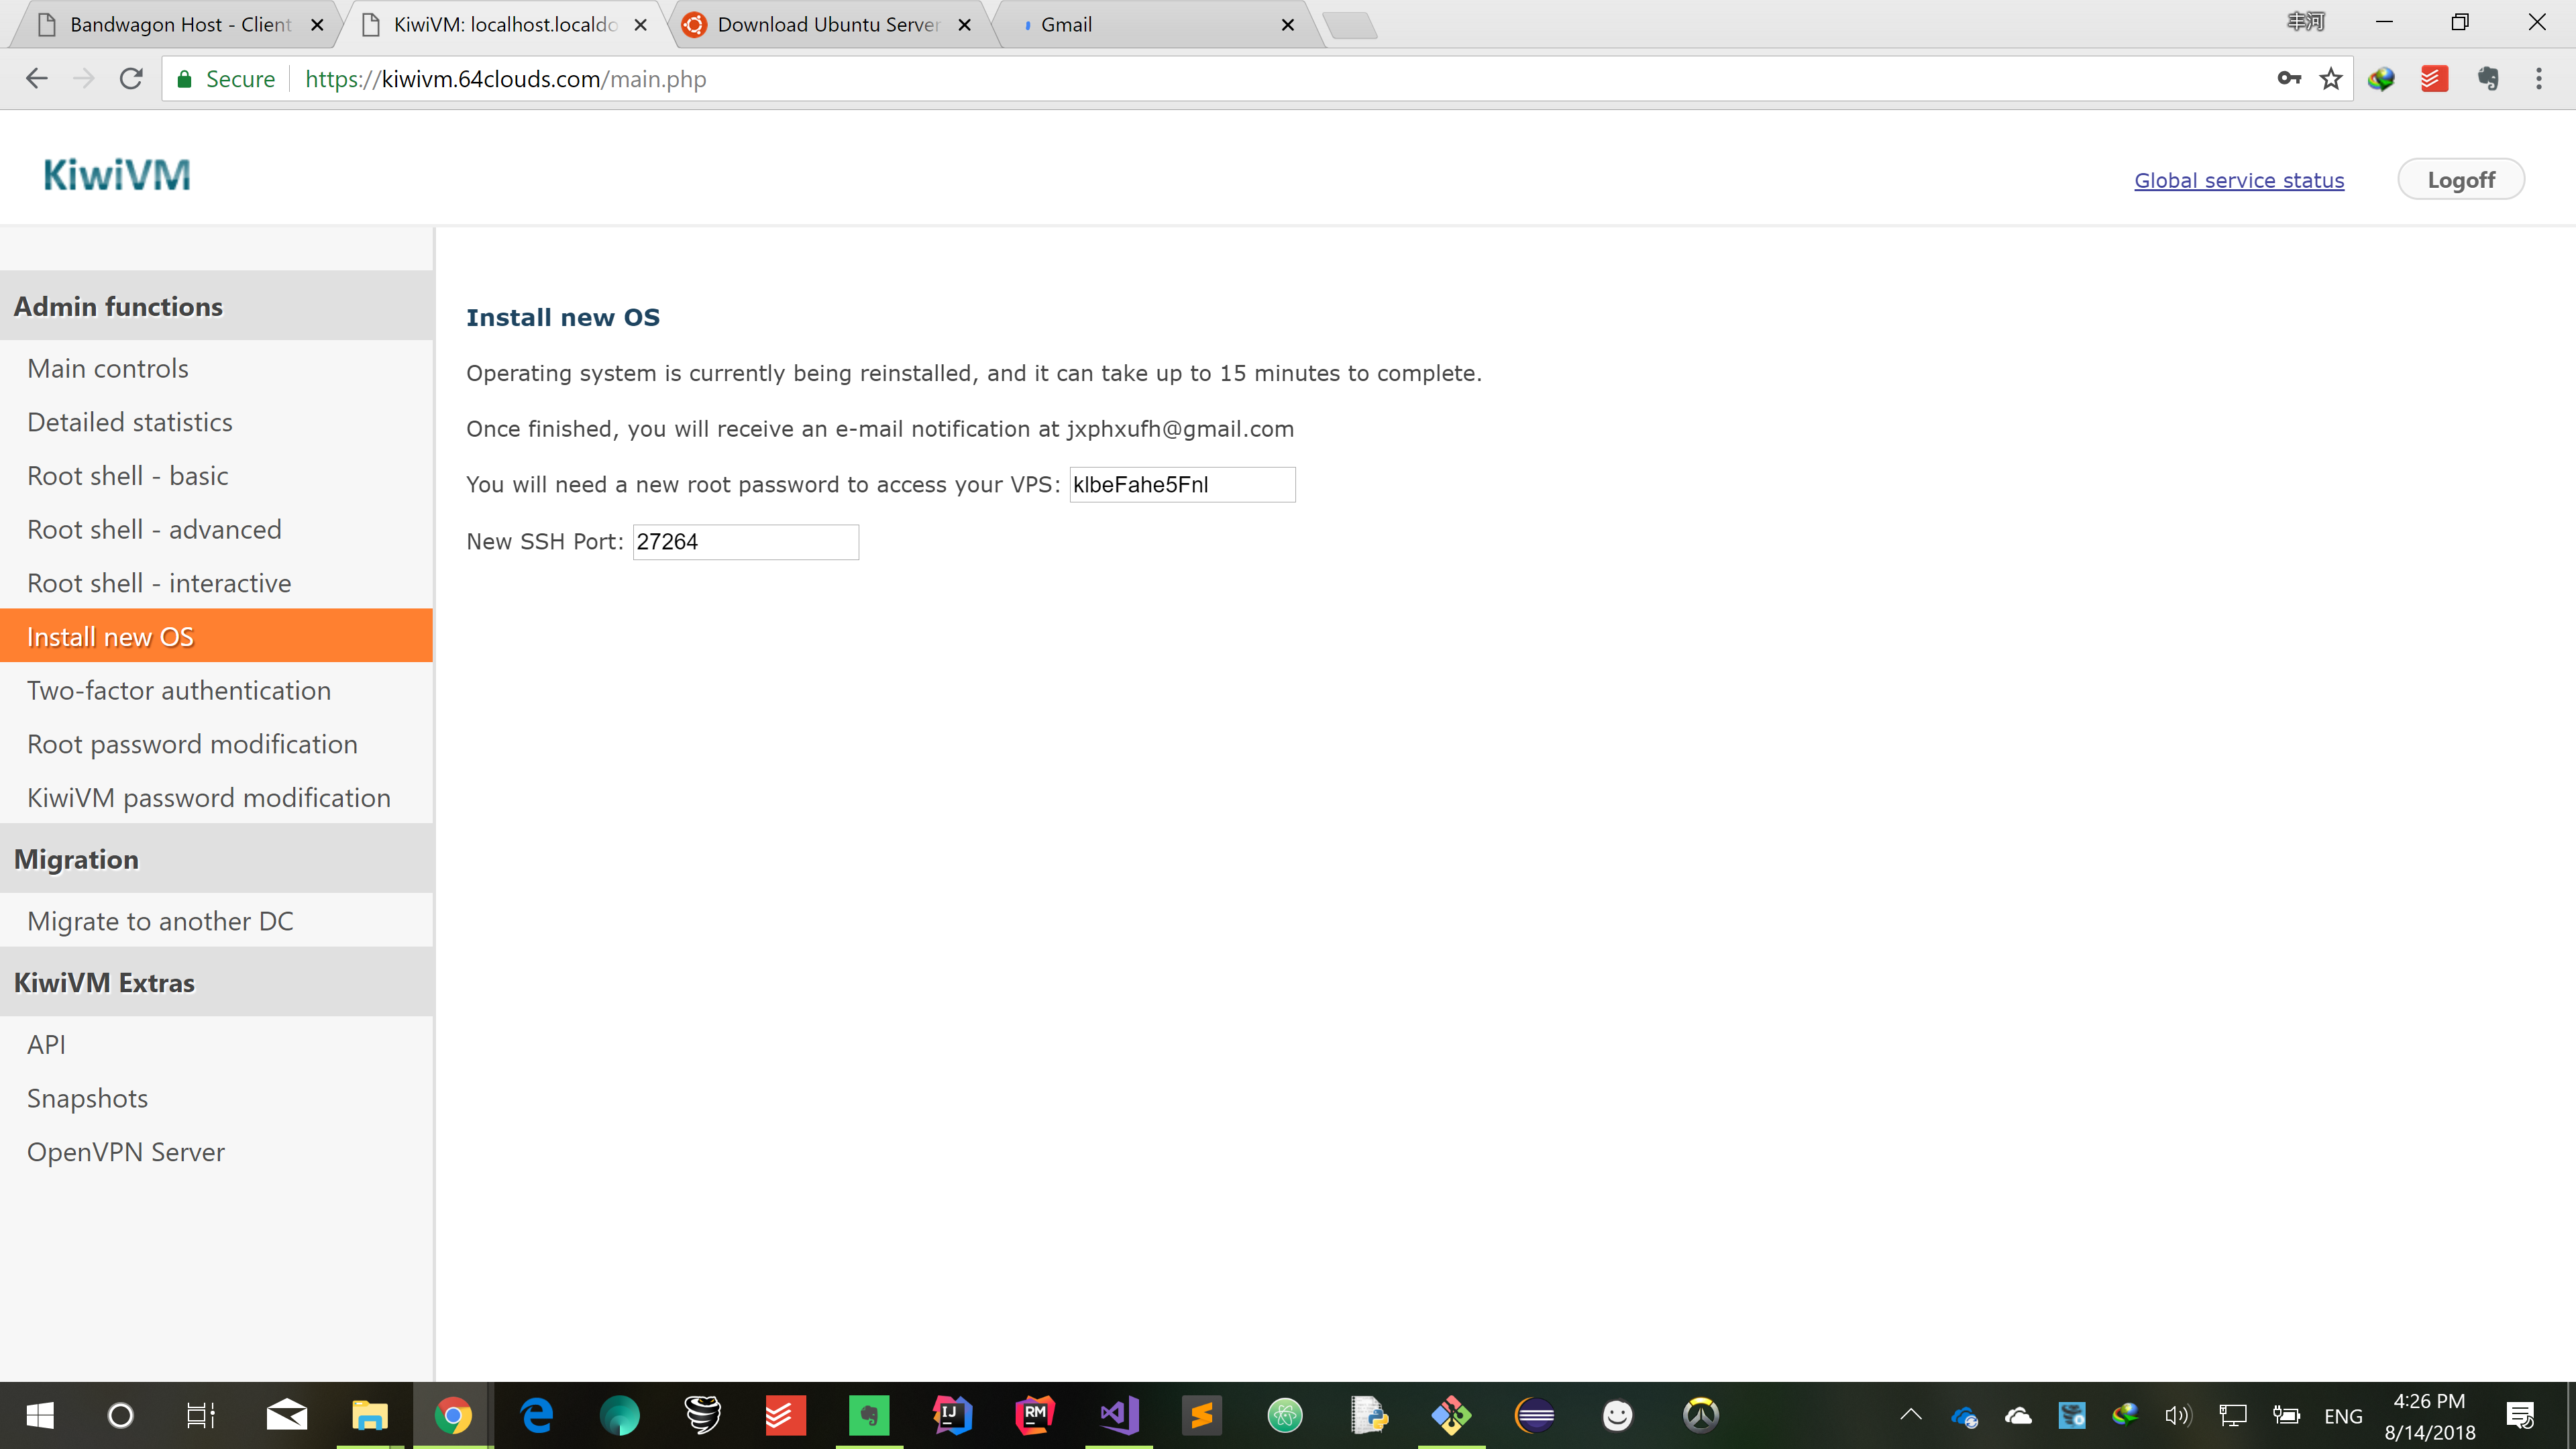 Bandwagon Host - Client
KiwiVM: localhost.localdo
Download Ubuntu Server
Gmail
丰河
Secure
https://kiwivm.64clouds.com/main.php
KiwiVM
Global service status
Logoff
Admin functions
Main controls
Detailed statistics
Root shell - basic
Root shell - advanced
Root shell - interactive
Install new OS
Two-factor authentication
Root password modification
KiwiVM password modification
Migration
Migrate to another DC
KiwiVM Extras
API
Snapshots
OpenVPN Server
Install new OS
Operating system is currently being reinstalled, and it can take up to 15 minutes to complete.
Once finished, you will receive an e-mail notification at jxphxufh@gmail.com
You will need a new root password to access your VPS: klbeFahe5Fnl
New SSH Port: 27264
IJ
RM
ENG
4:26 PM
8/14/2018